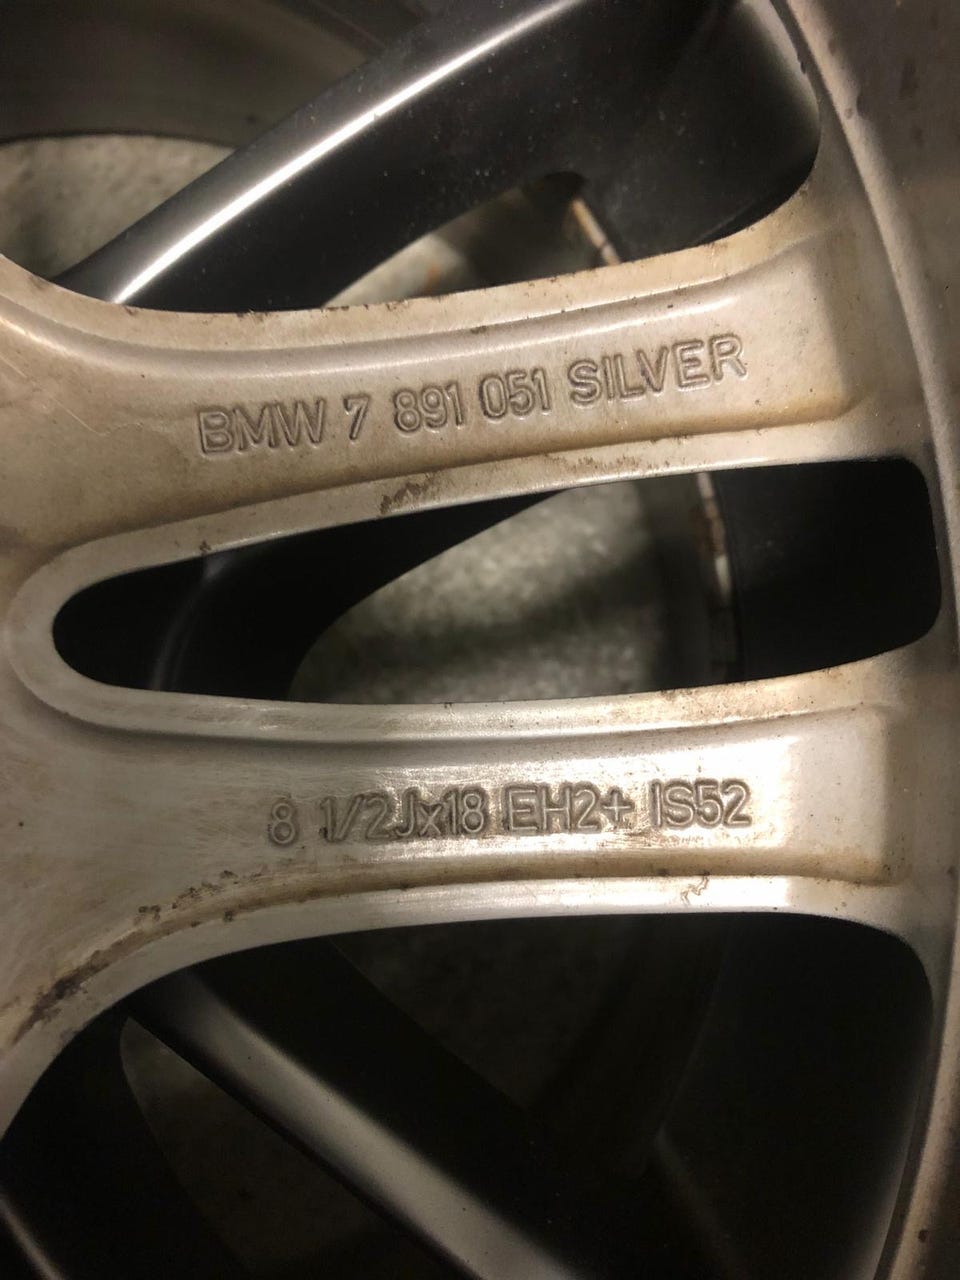 BMW 7 891 051 SILVER
8 1/2Jx18 EH2+ IS52